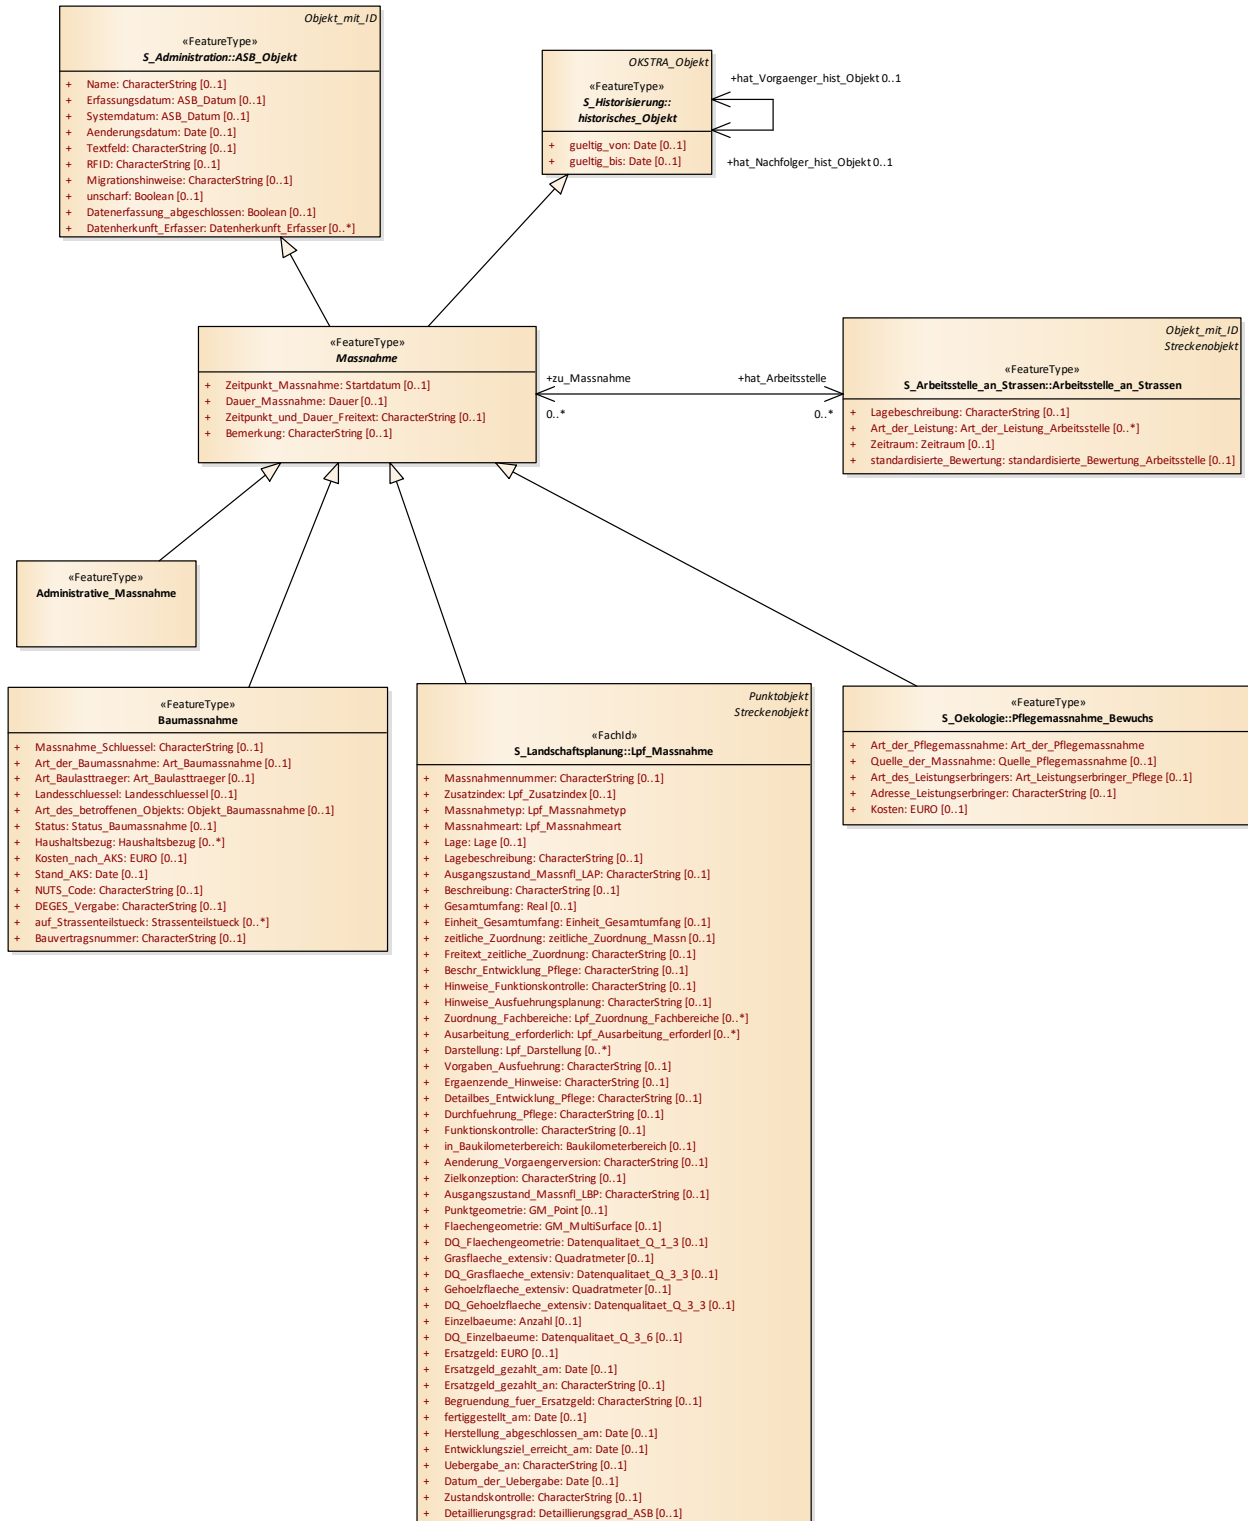 Objekt_mit_ID
«FeatureType»
S_Administration::ASB_Objekt
+ Name: CharacterString [0..1]
+ Erfassungsdatum: ASB_Datum [0..1]
+ Systemdatum: ASB_Datum [0..1]
+ Aenderungsdatum: Date [0..1]
+ Textfeld: CharacterString [0..1]
+ RFID: CharacterString [0..1]
+ Migrationshinweise: CharacterString [0..1]
+ unscharf: Boolean [0..1]
+ Datenerfassung_abgeschlossen: Boolean [0..1]
+ Datenherkunft_Erfasser: Datenherkunft_Erfasser [0..*]
OKSTRA_Objekt
«FeatureType»
S_Historisierung::
historisches_Objekt
+ gueltig_von: Date [0..1]
+ gueltig_bis: Date [0..1]
+hat_Vorgaenger_hist_Objekt 0..1
+hat_Nachfolger_hist_Objekt 0..1
«FeatureType»
Massnahme
+ Zeitpunkt_Massnahme: Startdatum [0..1]
+ Dauer_Massnahme: Dauer [0..1]
+ Zeitpunkt_und_Dauer_Freitext: CharacterString [0..1]
+ Bemerkung: CharacterString [0..1]
+zu_Massnahme
0..*
+hat_Arbeitsstelle
0..*
Objekt_mit_ID
Streckenobjekt
«FeatureType»
S_Arbeitsstelle_an_Strassen::Arbeitsstelle_an_Strassen
+ Lagebeschreibung: CharacterString [0..1]
+ Art_der_Leistung: Art_der_Leistung_Arbeitsstelle [0..*]
+ Zeitraum: Zeitraum [0..1]
+ standardisierte_Bewertung: standardisierte_Bewertung_Arbeitsstelle [0..1]
«FeatureType»
Administrative_Massnahme
«FeatureType»
Baumassnahme
+ Massnahme_Schluessel: CharacterString [0..1]
+ Art_der_Baumassnahme: Art_Baumassnahme [0..1]
+ Art_Baulasttraeger: Art_Baulasttraeger [0..1]
+ Landesschluessel: Landesschluessel [0..1]
+ Art_des_betroffenen_Objekts: Objekt_Baumassnahme [0..1]
+ Status: Status_Baumassnahme [0..1]
+ Haushaltsbezug: Haushaltsbezug [0..*]
+ Kosten_nach_AKS: EURO [0..1]
+ Stand_AKS: Date [0..1]
+ NUTS_Code: CharacterString [0..1]
+ DEGES_Vergabe: CharacterString [0..1]
+ auf_Strassenteilstueck: Strassenteilstueck [0..*]
+ Bauvertragsnummer: CharacterString [0..1]
Punktobjekt
Streckenobjekt
«FachId»
S_Landschaftsplanung::Lpf_Massnahme
+ Massnahmennummer: CharacterString [0..1]
+ Zusatzindex: Lpf_Zusatzindex [0..1]
+ Massnahmetyp: Lpf_Massnahmetyp
+ Massnahmeart: Lpf_Massnahmeart
+ Lage: Lage [0..1]
+ Lagebeschreibung: CharacterString [0..1]
+ Ausgangszustand_Massnfl_LAP: CharacterString [0..1]
+ Beschreibung: CharacterString [0..1]
+ Gesamtumfang: Real [0..1]
+ Einheit_Gesamtumfang: Einheit_Gesamtumfang [0..1]
+ zeitliche_Zuordnung: zeitliche_Zuordnung_Massn [0..1]
+ Freitext_zeitliche_Zuordnung: CharacterString [0..1]
+ Beschr_Entwicklung_Pflege: CharacterString [0..1]
+ Hinweise_Funktionskontrolle: CharacterString [0..1]
+ Hinweise_Ausfuehrungsplanung: CharacterString [0..1]
+ Zuordnung_Fachbereiche: Lpf_Zuordnung_Fachbereiche [0..*]
+ Ausarbeitung_erforderlich: Lpf_Ausarbeitung_erforderl [0..*]
+ Darstellung: Lpf_Darstellung [0..*]
+ Vorgaben_Ausfuehrung: CharacterString [0..1]
+ Ergaenzende_Hinweise: CharacterString [0..1]
+ Detailbes_Entwicklung_Pflege: CharacterString [0..1]
+ Durchfuehrung_Pflege: CharacterString [0..1]
+ Funktionskontrolle: CharacterString [0..1]
+ in_Baukilometerbereich: Baukilometerbereich [0..1]
+ Aenderung_Vorgaengerversion: CharacterString [0..1]
+ Zielkonzeption: CharacterString [0..1]
+ Ausgangszustand_Massnfl_LBP: CharacterString [0..1]
+ Punktgeometrie: GM_Point [0..1]
+ Flaechengeometrie: GM_MultiSurface [0..1]
+ DQ_Flaechengeometrie: Datenqualitaet_Q_1_3 [0..1]
+ Grasflaeche_extensiv: Quadratmeter [0..1]
+ DQ_Grasflaeche_extensiv: Datenqualitaet_Q_3_3 [0..1]
+ Gehoelzflaeche_extensiv: Quadratmeter [0..1]
+ DQ_Gehoelzflaeche_extensiv: Datenqualitaet_Q_3_3 [0..1]
+ Einzelbaeume: Anzahl [0..1]
+ DQ_Einzelbaeume: Datenqualitaet_Q_3_6 [0..1]
+ Ersatzgeld: EURO [0..1]
+ Ersatzgeld_gezahlt_am: Date [0..1]
+ Ersatzgeld_gezahlt_an: CharacterString [0..1]
+ Begruendung_fuer_Ersatzgeld: CharacterString [0..1]
+ fertiggestellt_am: Date [0..1]
+ Herstellung_abgeschlossen_am: Date [0..1]
+ Entwicklungsziel_erreicht_am: Date [0..1]
+ Uebergabe_an: CharacterString [0..1]
+ Datum_der_Uebergabe: Date [0..1]
+ Zustandskontrolle: CharacterString [0..1]
+ Detaillierungsgrad: Detaillierungsgrad_ASB [0..1]
«FeatureType»
S_Oekologie::Pflegemassnahme_Bewuchs
+ Art_der_Pflegemassnahme: Art_der_Pflegemassnahme
+ Quelle_der_Massnahme: Quelle_Pflegemassnahme [0..1]
+ Art_des_Leistungserbringers: Art_Leistungserbringer_Pflege [0..1]
+ Adresse_Leistungserbringer: CharacterString [0..1]
+ Kosten: EURO [0..1]